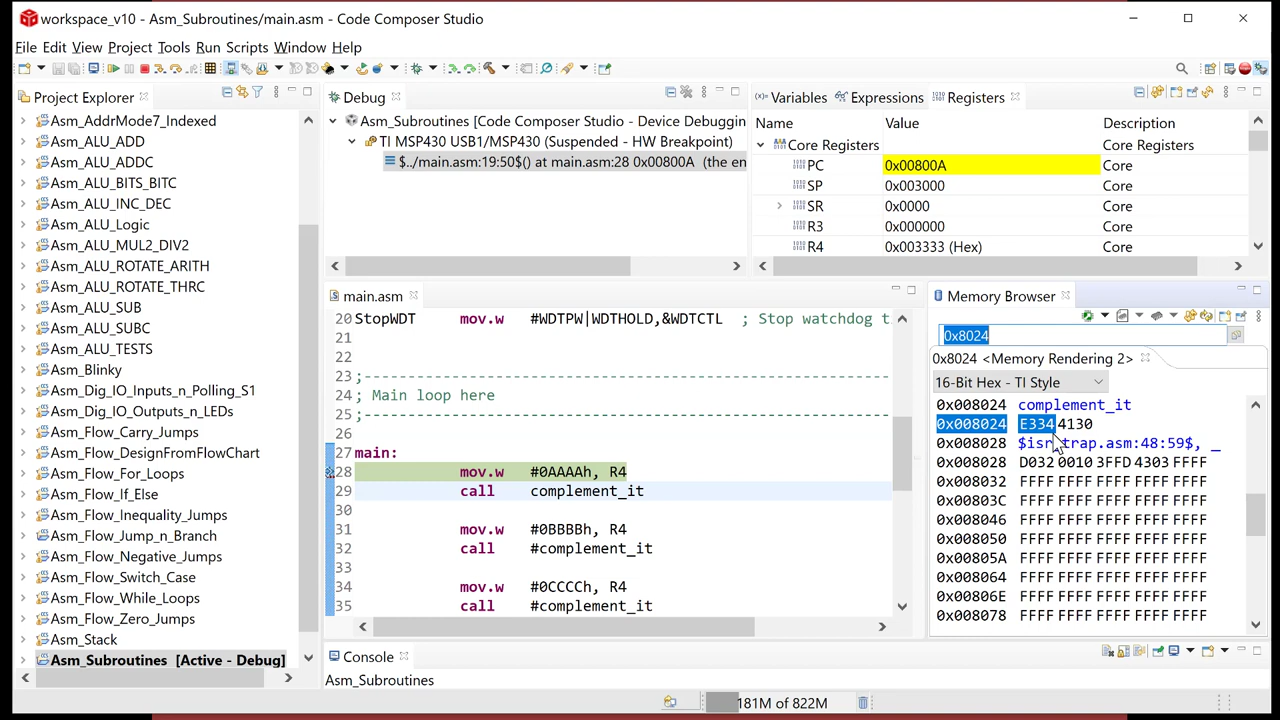 workspace_v10 - Asm_Subroutines/main.asm - Code Composer Studio
File Edit View Project Tools Run Scripts Window Help
Project Explorer
Asm_AddrMode7_Indexed
Asm_ALU_ADD
Asm_ALU_ADDC
Asm_ALU_BITS_BITC
Asm_ALU_INC_DEC
Asm_ALU_Logic
Asm_ALU_MUL2_DIV2
Asm_ALU_ROTATE_ARITH
Asm_ALU_ROTATE_THRC
Asm_ALU_SUB
Asm_ALU_SUBC
Asm_ALU_TESTS
Asm_Blinky
Asm_Dig_IO_Inputs_n_Polling_S1
Asm_Dig_IO_Outputs_n_LEDs
Asm_Flow_Carry_Jumps
Asm_Flow_DesignFromFlowChart
Asm_Flow_For_Loops
Asm_Flow_If_Else
Asm_Flow_Inequality_Jumps
Asm_Flow_Jump_n_Branch
Asm_Flow_Negative_Jumps
Asm_Flow_Switch_Case
Asm_Flow_While_Loops
Asm_Flow_Zero_Jumps
Asm_Stack
Asm_Subroutines [Active - Debug]
Debug
Asm_Subroutines [Code Composer Studio - Device Debuggin
TI MSP430 USB1/MSP430 (Suspended - HW Breakpoint)
$../main.asm:19:50$() at main.asm:28 0x00800A (the en
Variables Expressions Registers
Name Value Description
Core Registers Core Registers
PC 0x00800A Core
SP 0x003000 Core
SR 0x0000 Core
R3 0x000000 Core
R4 0x003333 (Hex) Core
main.asm
20 StopWDT mov.w #WDTPW|WDTHOLD,&WDTCTL ; Stop watchdog t
21
22
23 ;-------------------------------------------------------------------------------
24 ; Main loop here
25 ;-------------------------------------------------------------------------------
26
27 main:
28 mov.w #0AAAAh, R4
29 call complement_it
30
31 mov.w #0BBBBh, R4
32 call #complement_it
33
34 mov.w #0CCCCh, R4
35 call #complement_it
Memory Browser
0x8024
0x8024 <Memory Rendering 2>
16-Bit Hex - TI Style
0x008024 complement_it
0x008024 E334 4130
0x008028 $isr_trap.asm:48:59$, _
0x008028 D032 0010 3FFD 4303 FFFF
0x008032 FFFF FFFF FFFF FFFF FFFF
0x00803C FFFF FFFF FFFF FFFF FFFF
0x008046 FFFF FFFF FFFF FFFF FFFF
0x008050 FFFF FFFF FFFF FFFF FFFF
0x00805A FFFF FFFF FFFF FFFF FFFF
0x008064 FFFF FFFF FFFF FFFF FFFF
0x00806E FFFF FFFF FFFF FFFF FFFF
0x008078 FFFF FFFF FFFF FFFF FFFF
Console
Asm_Subroutines
181M of 822M